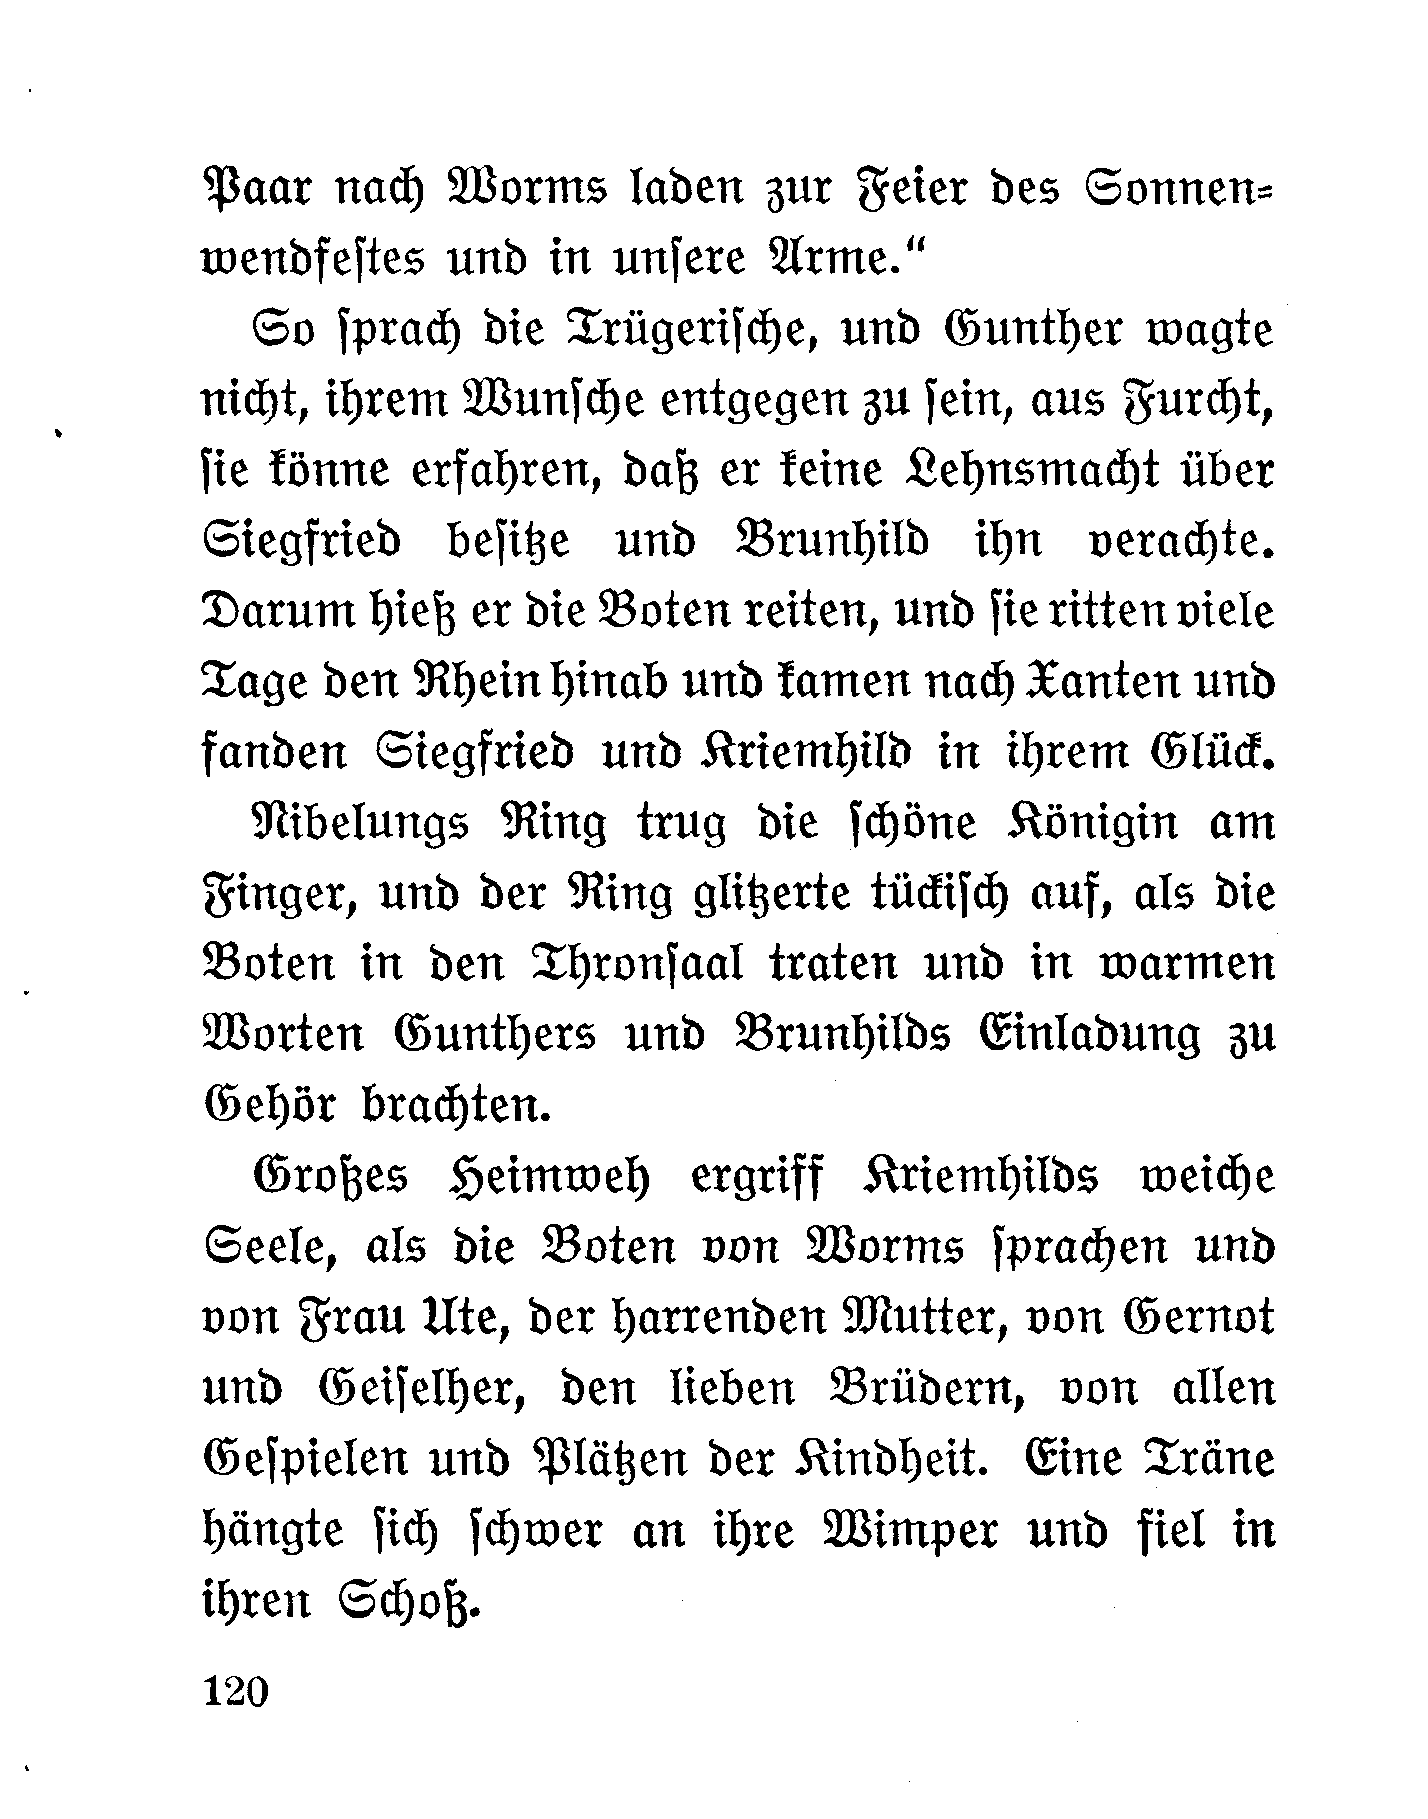 Paar nach Worms laden zur Feier des Sonnen-
wendfeſtes und in unſere Arme.“
So ſprach die Trügeriſche, und Gunther wagte
nicht, ihrem Wunſche entgegen zu ſein, aus Furcht,
ſie könne erfahren, daß er keine Lehnsmacht über
Siegfried beſitze und Brunhild ihn verachte.
Darum hieß er die Boten reiten, und ſie ritten viele
Tage den Rhein hinab und kamen nach Xanten und
fanden Siegfried und Kriemhild in ihrem Glück.
Nibelungs Ring trug die ſchöne Königin am
Finger, und der Ring glitzerte tückiſch auf, als die
Boten in den Thronſaal traten und in warmen
Worten Gunthers und Brunhilds Einladung zu
Gehör brachten.
Großes Heimweh ergriff Kriemhilds weiche
Seele, als die Boten von Worms ſprachen und
von Frau Ute, der harrenden Mutter, von Gernot
und Geiſelher, den lieben Brüdern, von allen
Geſpielen und Plätzen der Kindheit. Eine Träne
hängte ſich ſchwer an ihre Wimper und fiel in
ihren Schoß.
120